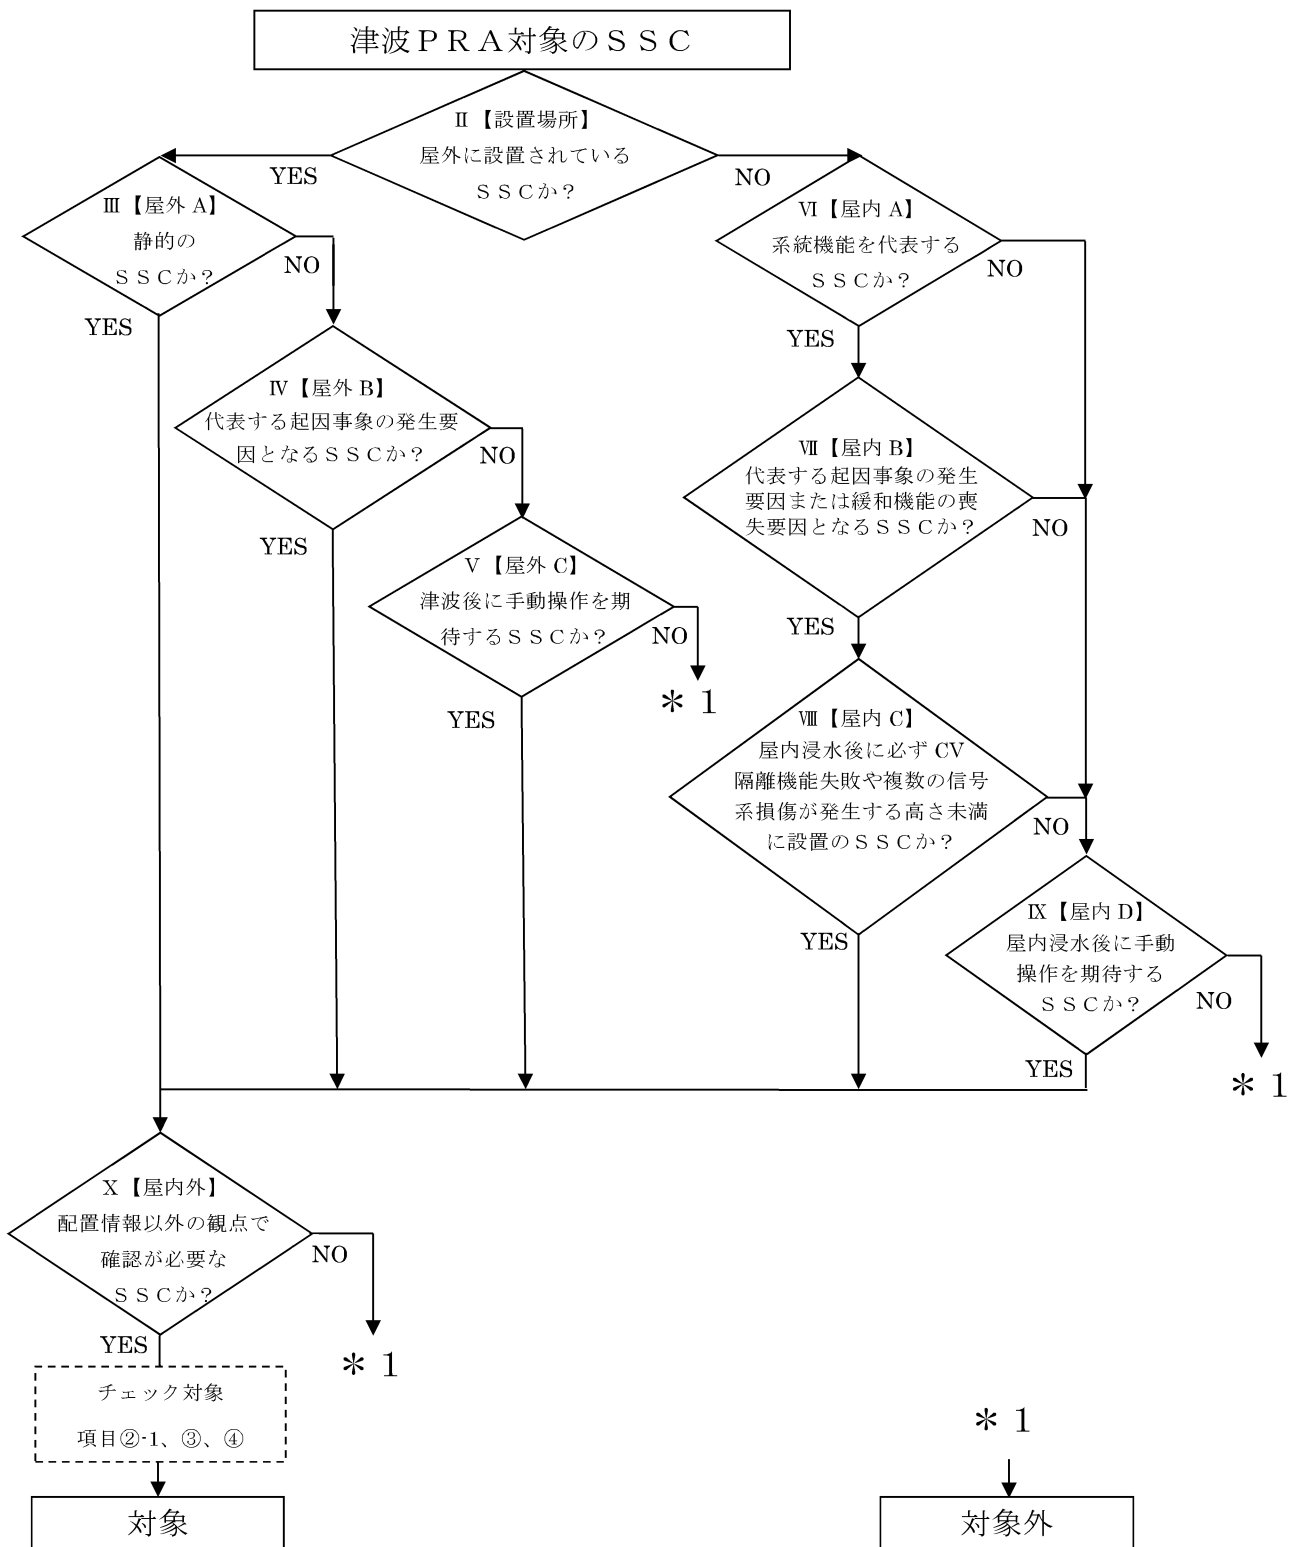 津波ＰＲＡ対象のＳＳＣ
Ⅱ【設置場所】
屋外に設置されている
ＳＳＣか？
YES
NO
Ⅲ【屋外 A】
静的の
ＳＳＣか？
NO
YES
Ⅵ【屋内 A】
系統機能を代表する
ＳＳＣか？
NO
YES
Ⅳ【屋外 B】
代表する起因事象の発生要
因となるＳＳＣか？
NO
YES
Ⅶ【屋内 B】
代表する起因事象の発生
要因または緩和機能の喪
失要因となるＳＳＣか？
NO
YES
Ⅴ【屋外 C】
津波後に手動操作を期
待するＳＳＣか？
NO
YES
＊１
Ⅷ【屋内 C】
屋内浸水後に必ず CV
隔離機能失敗や複数の信号
系損傷が発生する高さ未満
に設置のＳＳＣか？
NO
YES
Ⅸ【屋内 D】
屋内浸水後に手動
操作を期待する
ＳＳＣか？
NO
YES
＊１
Ⅹ【屋内外】
配置情報以外の観点で
確認が必要な
ＳＳＣか？
NO
YES
＊１
チェック対象
項目②-1、③、④
対象
＊１
対象外